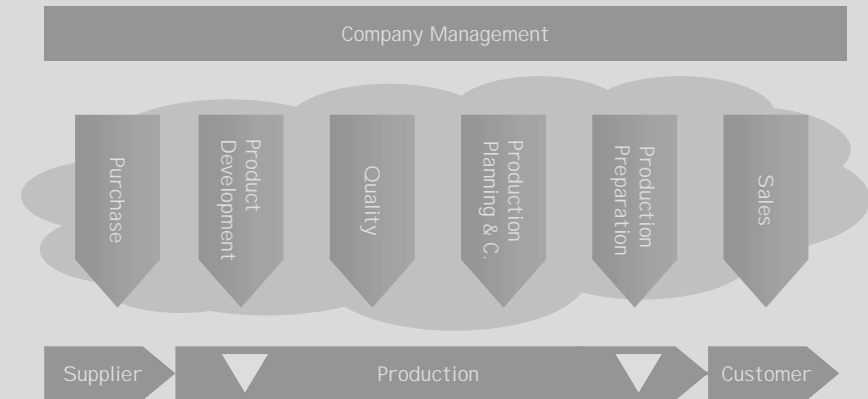 Company Management
Purchase
Product
Development
Quality
Production
Planning & C.
Production
Preparation
Sales
Supplier
Production
Customer